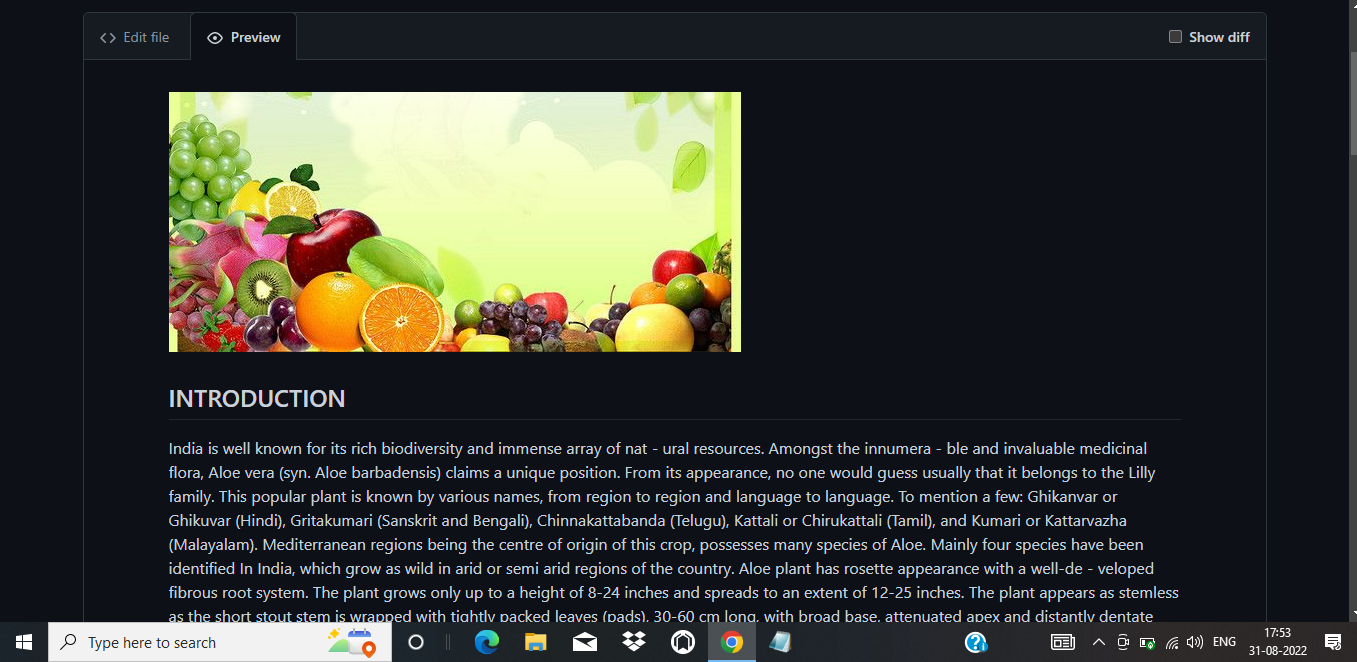 Edit file
Preview
Show diff
INTRODUCTION
India is well known for its rich biodiversity and immense array of nat - ural resources. Amongst the innumera - ble and invaluable medicinal
flora, Aloe vera (syn. Aloe barbadensis) claims a unique position. From its appearance, no one would guess usually that it belongs to the Lilly
family. This popular plant is known by various names, from region to region and language to language. To mention a few: Ghikanvar or
Ghikuvar (Hindi), Gritakumari (Sanskrit and Bengali), Chinnakattabanda (Telugu), Kattali or Chirukattali (Tamil), and Kumari or Kattarvazha
(Malayalam). Mediterranean regions being the centre of origin of this crop, possesses many species of Aloe. Mainly four species have been
identified In India, which grow as wild in arid or semi arid regions of the country. Aloe plant has rosette appearance with a well-de - veloped
fibrous root system. The plant grows only up to a height of 8-24 inches and spreads to an extent of 12-25 inches. The plant appears as stemless
as the short stout stem is wrapped with tightly packed leaves (pads), 30-60 cm long, with broad base, attenuated apex and distantly dentate
Type here to search
ENG
17:53
31-08-2022